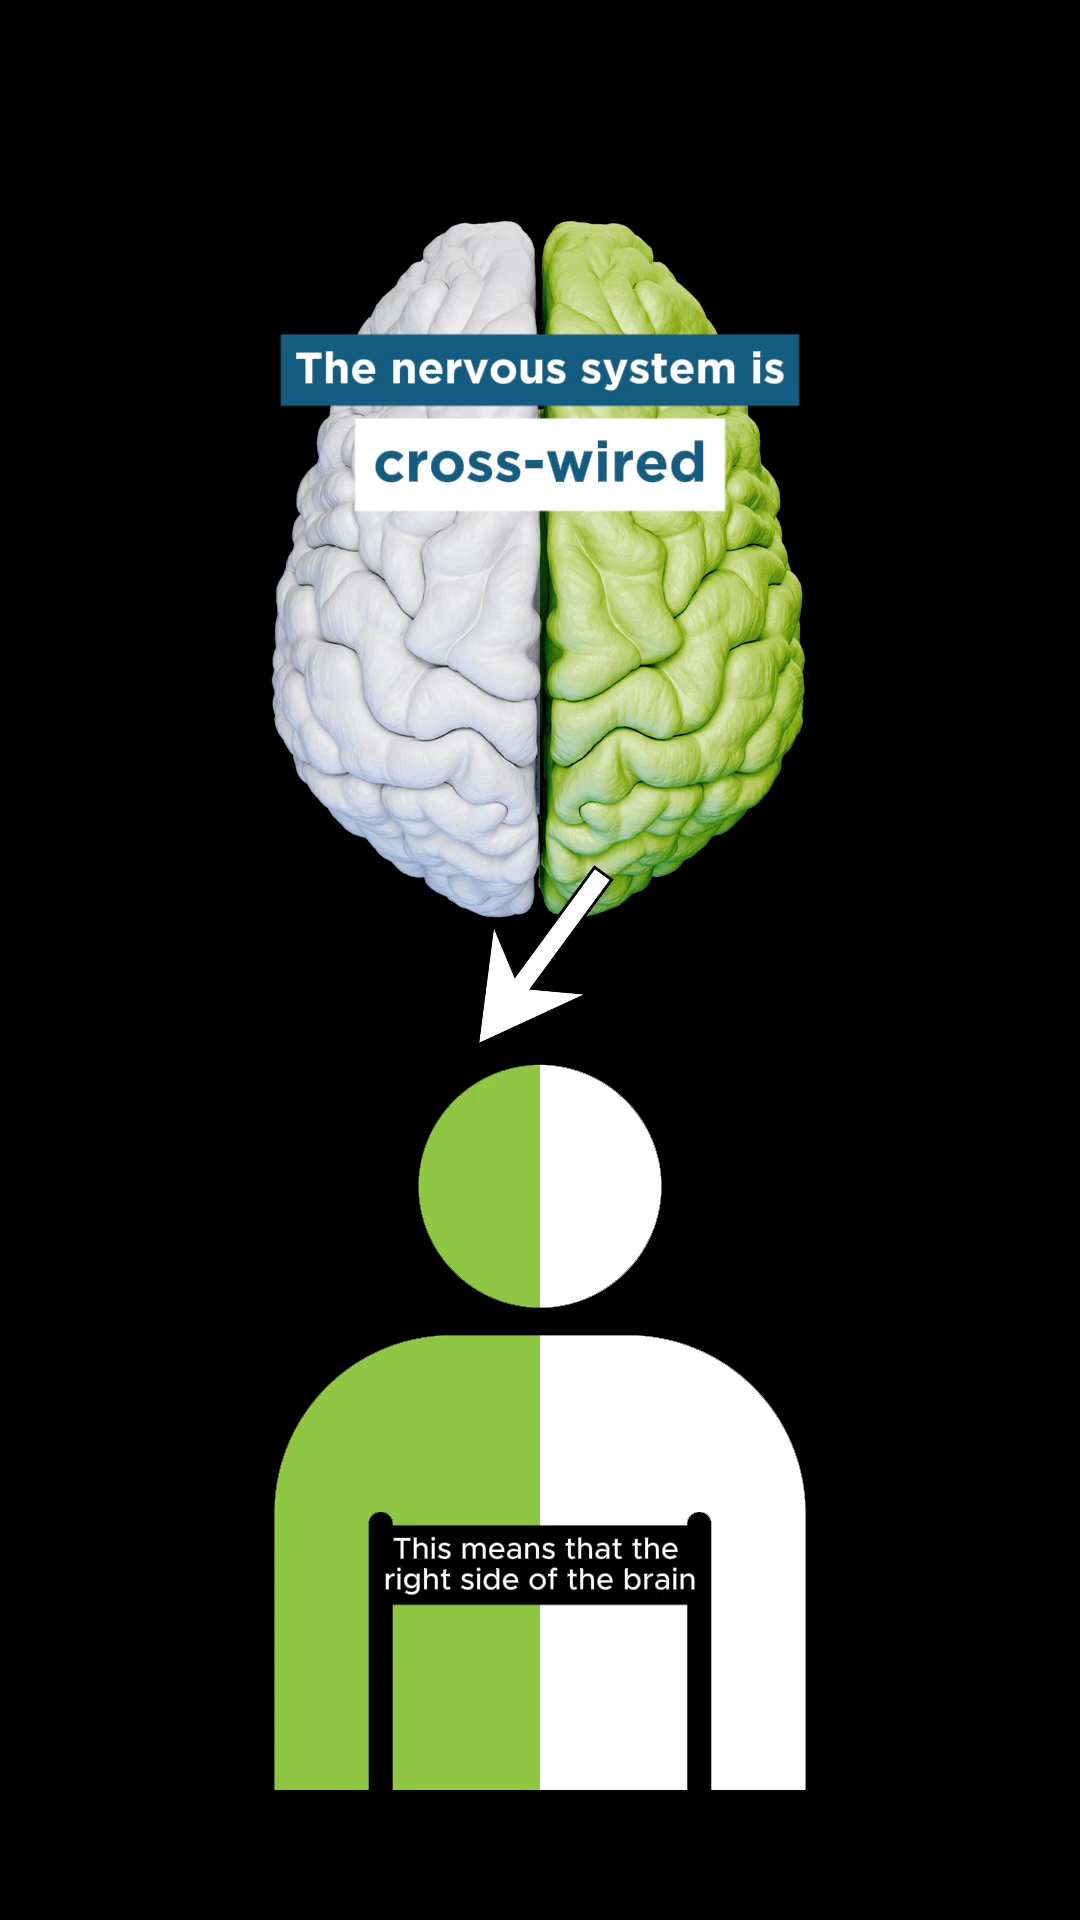 The nervous system is
cross-wired
This means that the
right side of the brain